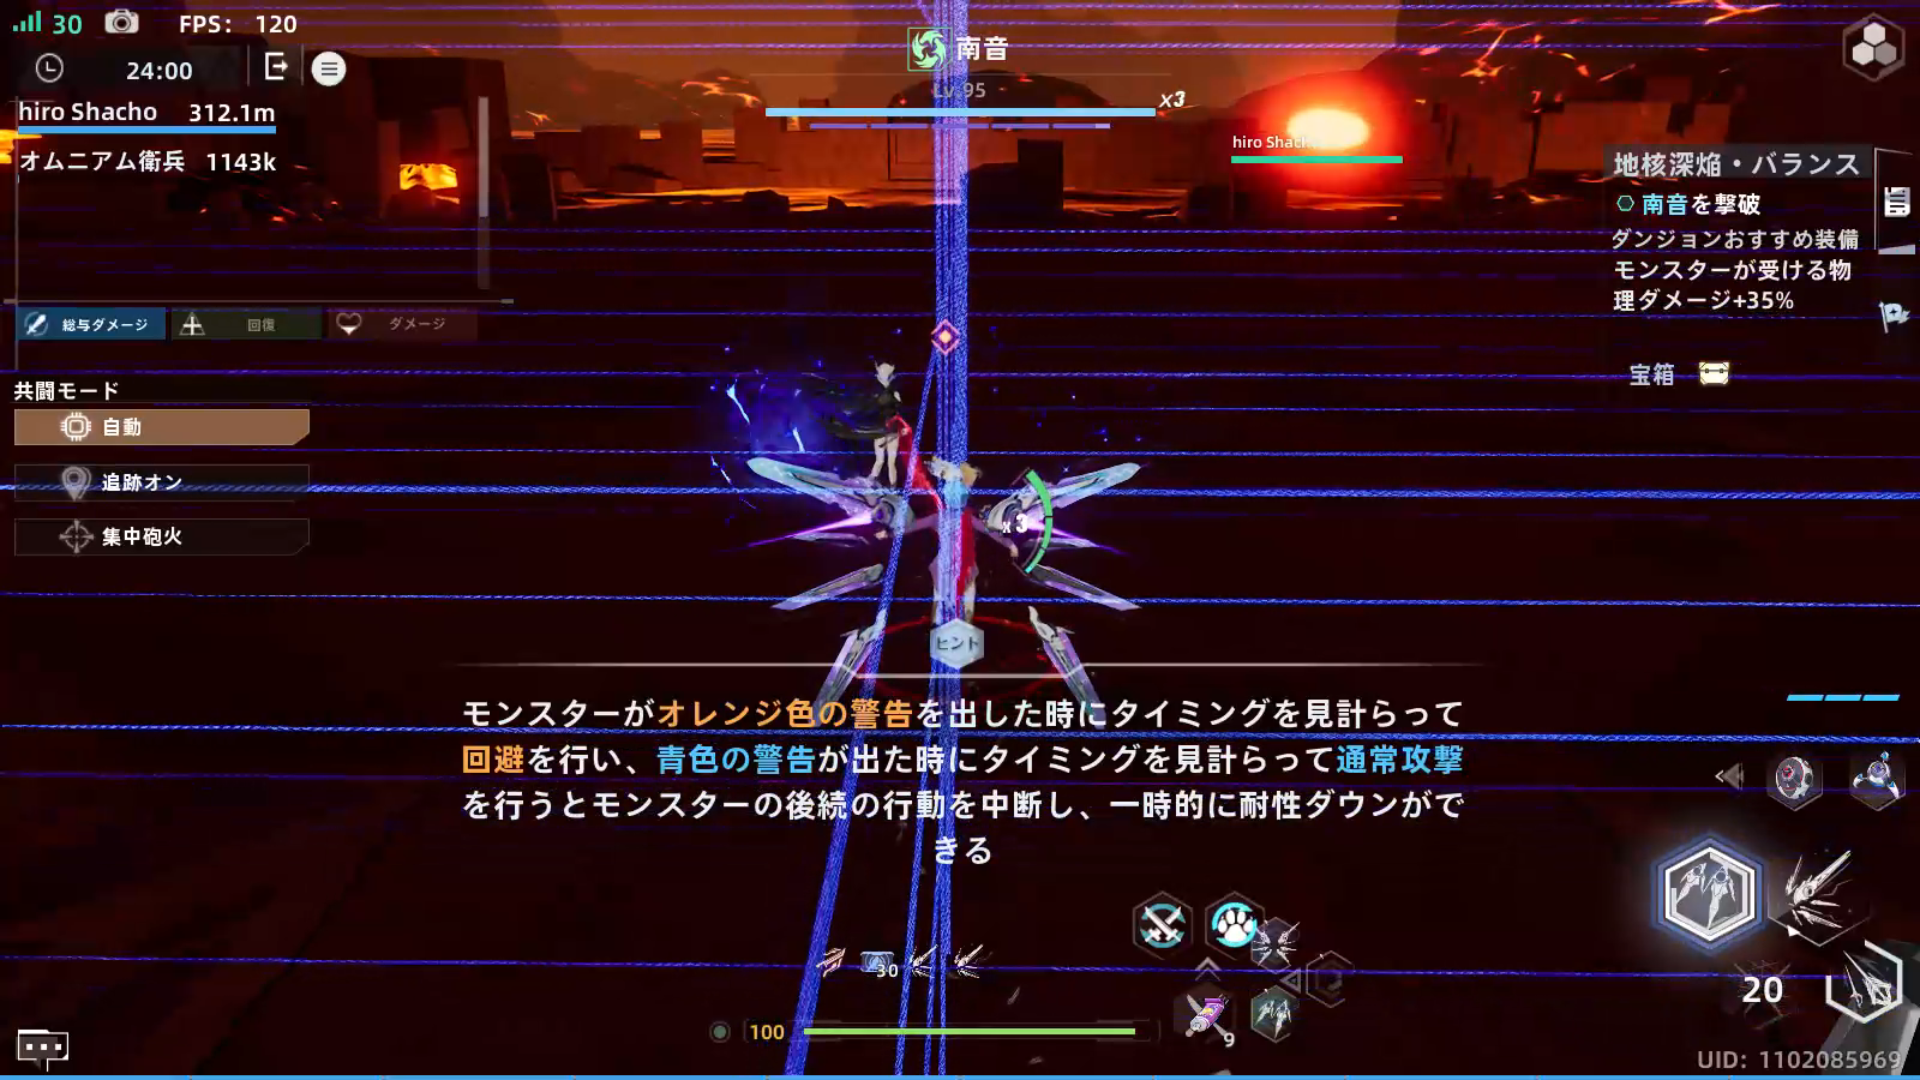 30
FPS: 120
24:00
hiro Shacho 312.1m
オムニアム衛兵 1143k
総与ダメージ
回復
ダメージ
共闘モード
自動
追跡オン
集中砲火
南音
Lv.95
x3
hiro Shach
地核深焔・バランス
南音を撃破
ダンジョンおすすめ装備
モンスターが受ける物
理ダメージ+35%
宝箱
x 3
ヒント
モンスターがオレンジ色の警告を出した時にタイミングを見計らって
回避を行い、青色の警告が出た時にタイミングを見計らって通常攻撃
を行うとモンスターの後続の行動を中断し、一時的に耐性ダウンがで
きる
30
100
9
20
UID: 1102085969